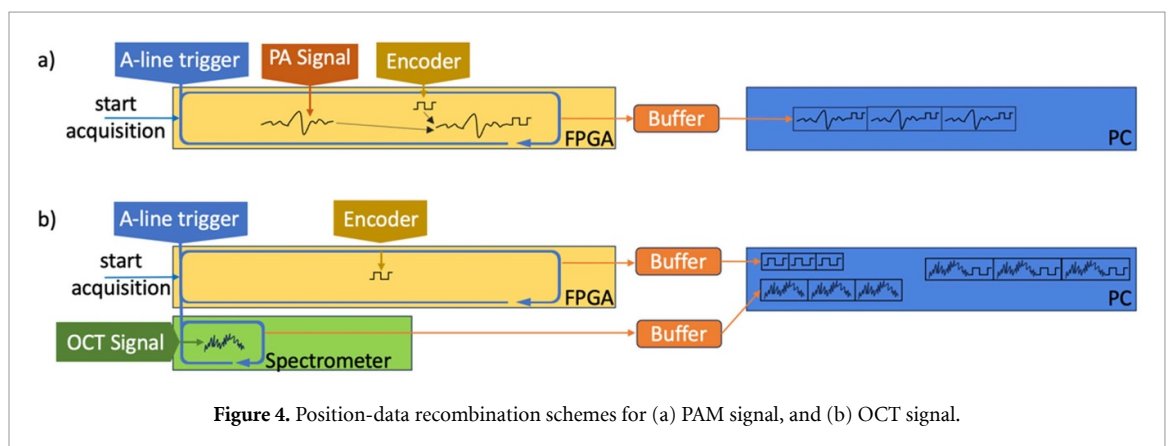 a)
A-line trigger
PA Signal
Encoder
start
acquisition
FPGA
Buffer
PC
b)
A-line trigger
Encoder
start
acquisition
FPGA
Buffer
PC
OCT Signal
Spectrometer
Buffer
Figure 4. Position-data recombination schemes for (a) PAM signal, and (b) OCT signal.